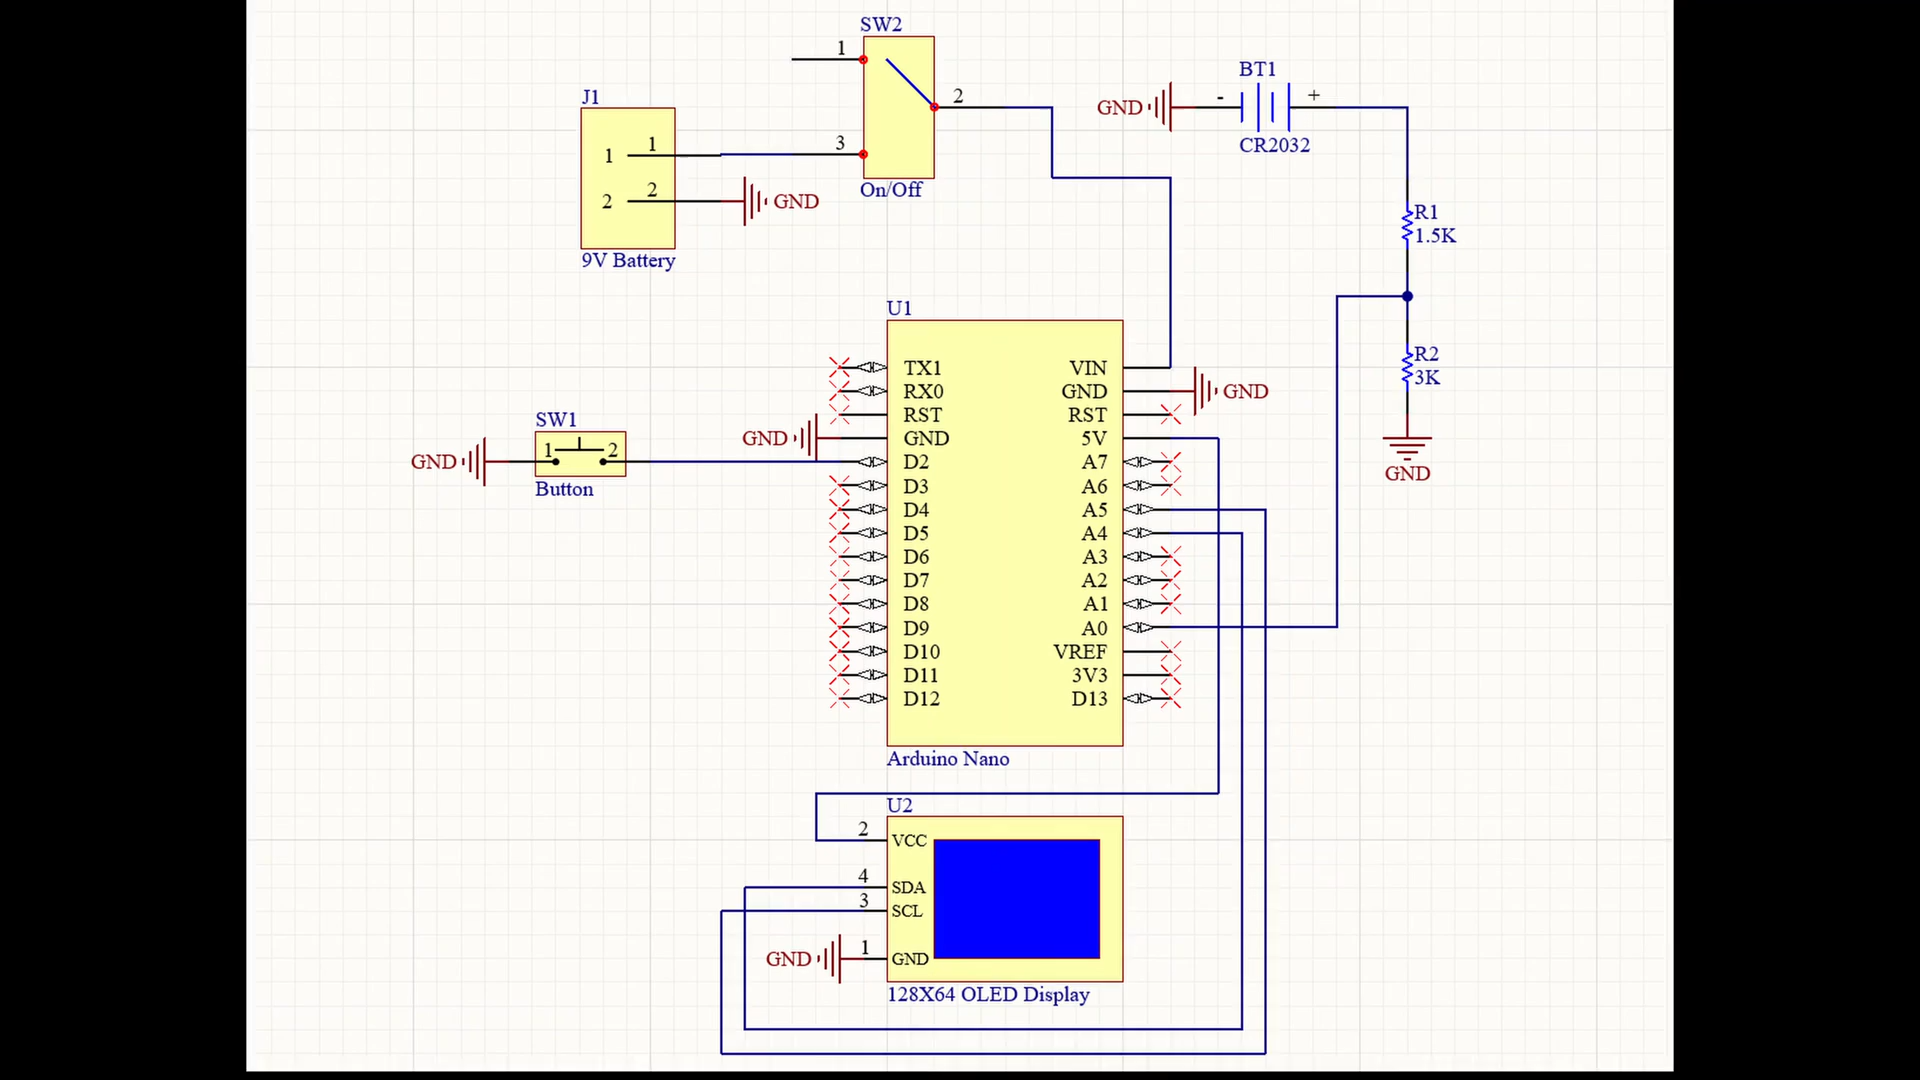 SW2
1
2
3
On/Off
J1
1 1
2 2
GND
9V Battery
BT1
GND - +
CR2032
R1
1.5K
R2
3K
GND
U1
TX1 VIN
RX0 GND GND
RST RST
GND GND 5V
D2 A7
D3 A6
D4 A5
D5 A4
D6 A3
D7 A2
D8 A1
D9 A0
D10 VREF
D11 3V3
D12 D13
Arduino Nano
SW1
GND 1 2
Button
U2
2 VCC
4 SDA
3 SCL
GND 1 GND
128X64 OLED Display